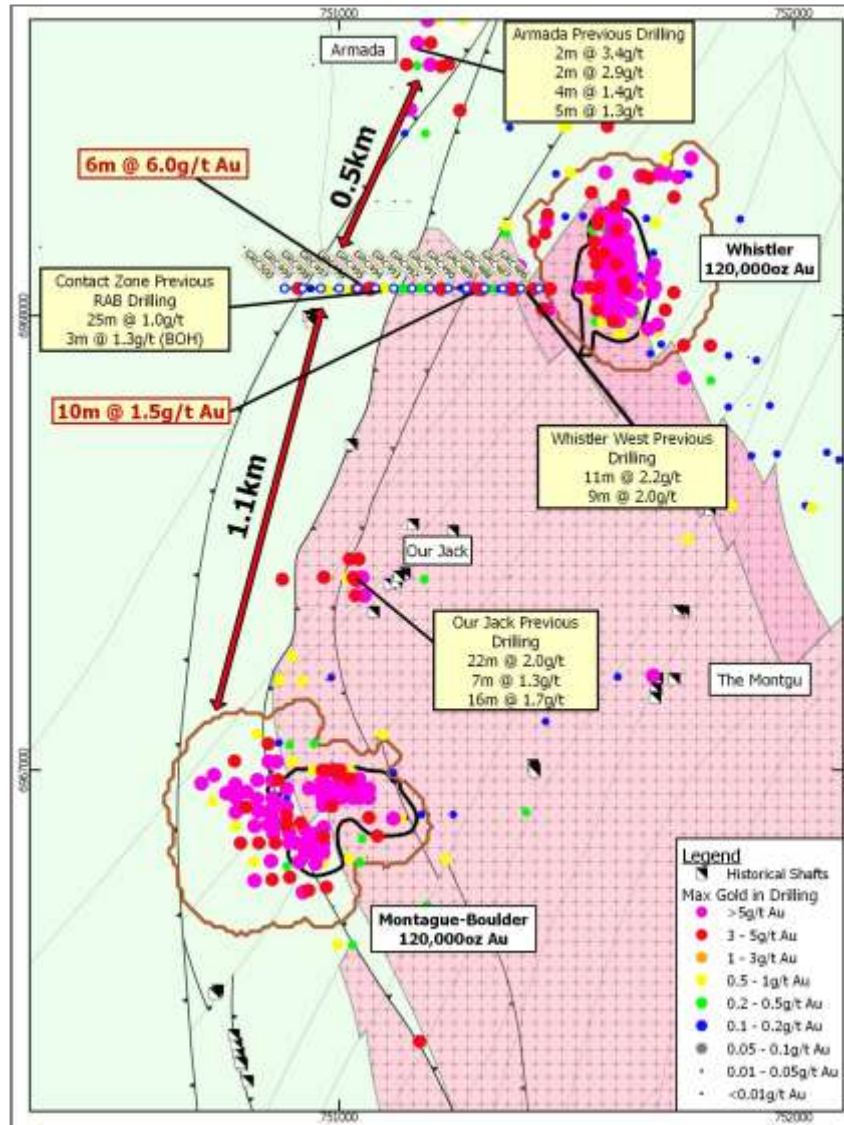 751000
752000
Armada
Armada Previous Drilling
2m @ 3.4g/t
2m @ 2.9g/t
4m @ 1.4g/t
5m @ 1.3g/t
0.5km
6m @ 6.0g/t Au
Whistler
120,000oz Au
Contact Zone Previous
RAB Drilling
25m @ 1.0g/t
3m @ 1.3g/t (BOH)
6968000
10m @ 1.5g/t Au
Whistler West Previous
Drilling
11m @ 2.2g/t
9m @ 2.0g/t
1.1km
Our Jack
Our Jack Previous
Drilling
22m @ 2.0g/t
7m @ 1.3g/t
16m @ 1.7g/t
The Montgu
6967000
Montague-Boulder
120,000oz Au
Legend
Historical Shafts
Max Gold in Drilling
>5g/t Au
3 - 5g/t Au
1 - 3g/t Au
0.5 - 1g/t Au
0.2 - 0.5g/t Au
0.1 - 0.2g/t Au
0.05 - 0.1g/t Au
0.01 - 0.05g/t Au
<0.01g/t Au
751000
752000